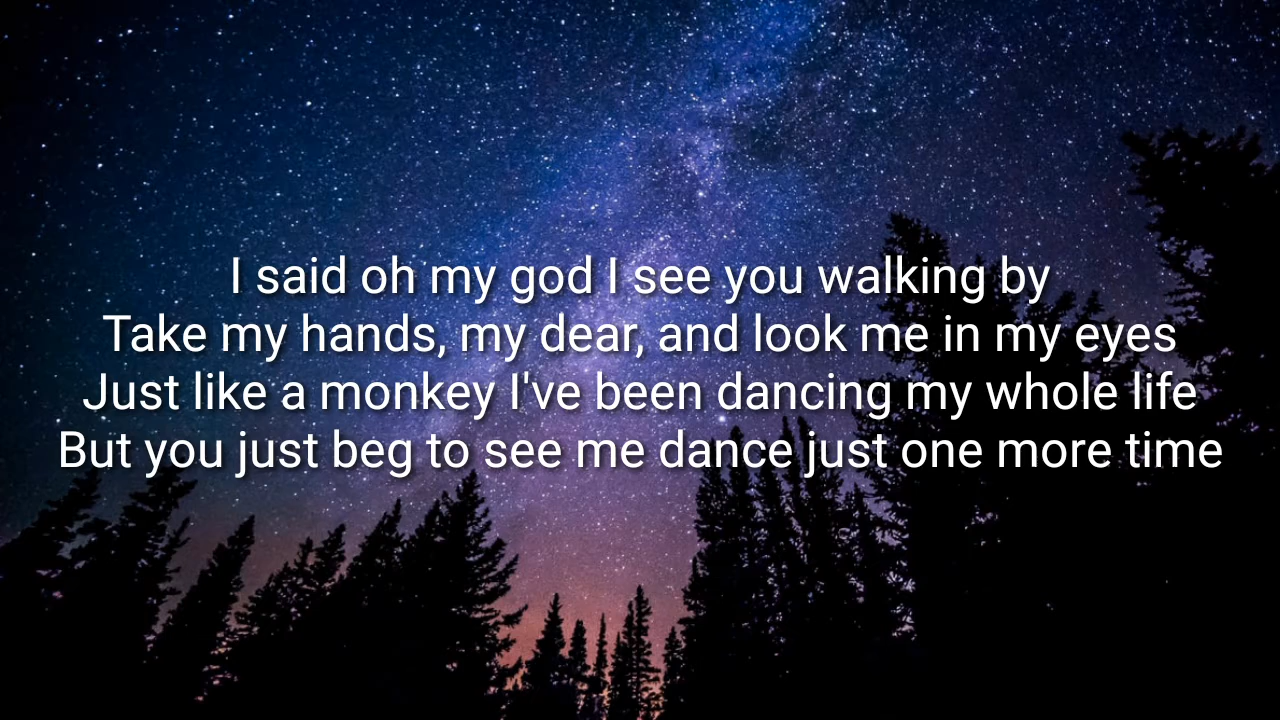 I said oh my god I see you walking by
Take my hands, my dear, and look me in my eyes
Just like a monkey I've been dancing my whole life
But you just beg to see me dance just one more time